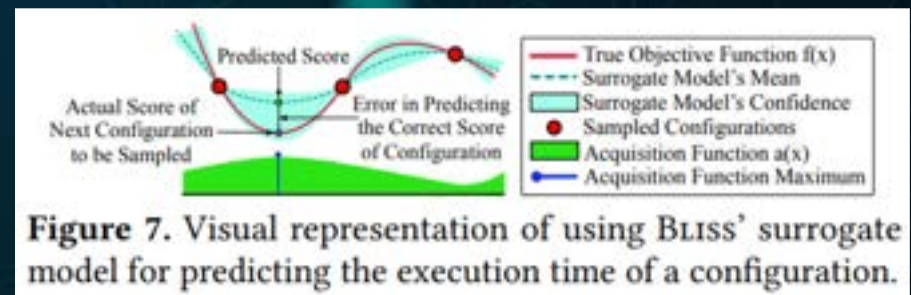 Predicted Score
Actual Score of
Next Configuration
to be Sampled
Error in Predicting
the Correct Score
of Configuration
True Objective Function f(x)
Surrogate Model's Mean
Surrogate Model's Confidence
Sampled Configurations
Acquisition Function a(x)
Acquisition Function Maximum
Figure 7. Visual representation of using BLISS' surrogate
model for predicting the execution time of a configuration.